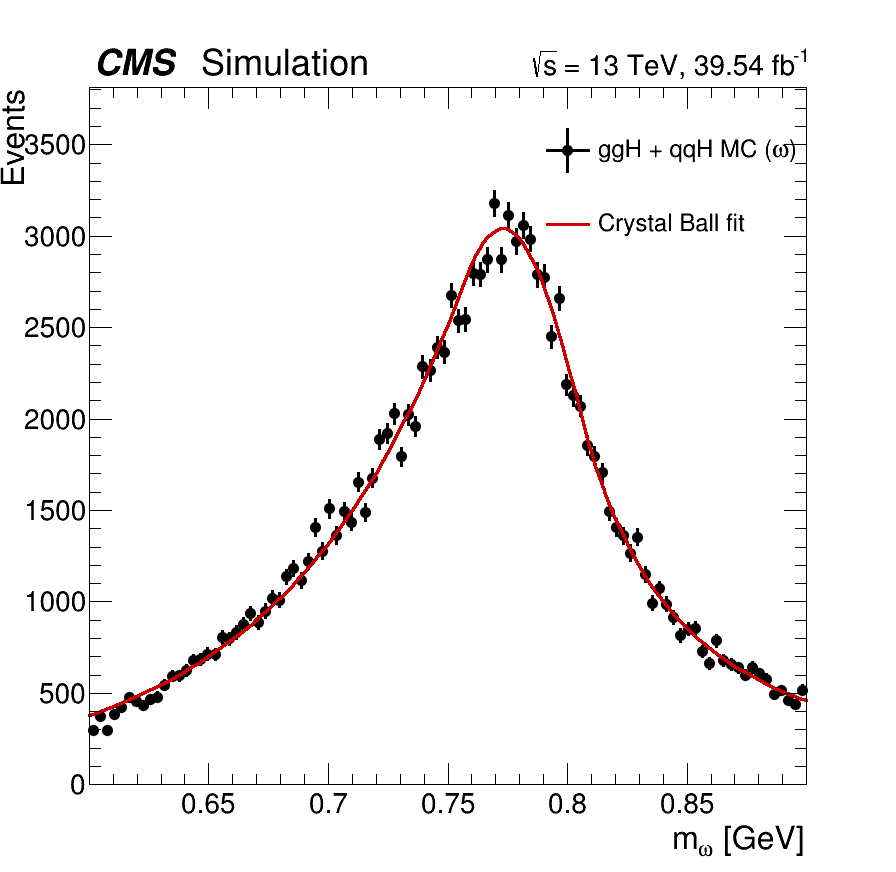 CMS Simulation √s = 13 TeV, 39.54 fb⁻¹
Events
3500
3000
2500
2000
1500
1000
500
0
ggH + qqH MC (ω)
Crystal Ball fit
0.65 0.7 0.75 0.8 0.85
m_ω [GeV]